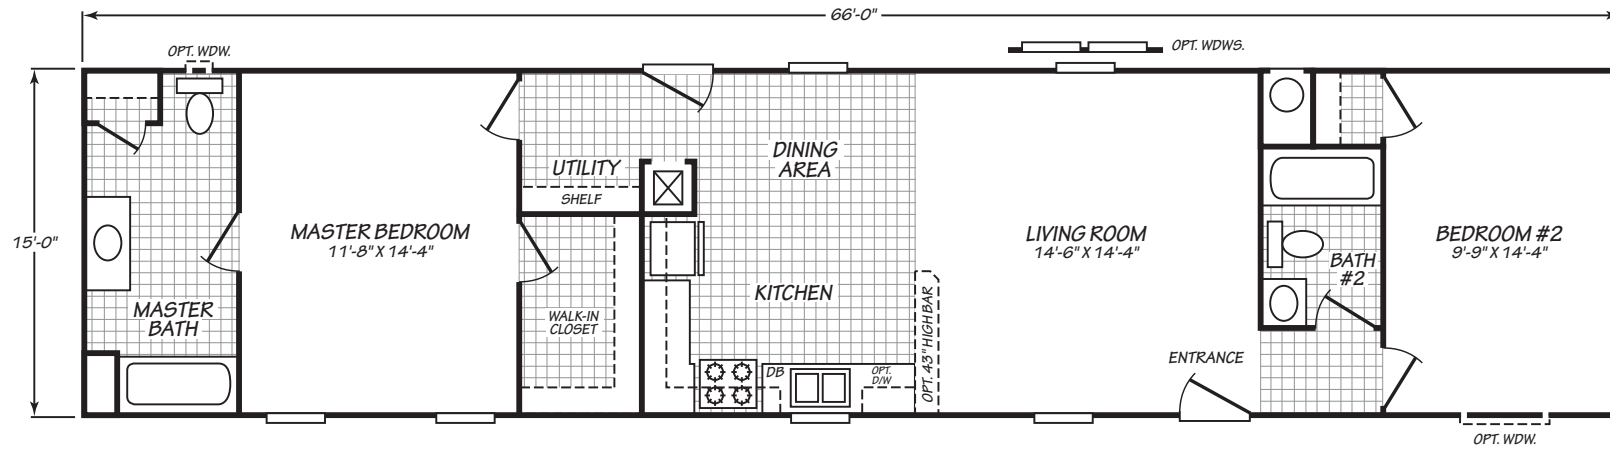 66'-0"
OPT. WDW.
OPT. WDWS.
15'-0"
UTILITY
SHELF
DINING
AREA
MASTER BEDROOM
11'-8" X 14'-4"
LIVING ROOM
14'-6" X 14'-4"
BEDROOM #2
9'-9" X 14'-4"
BATH
#2
MASTER
BATH
WALK-IN
CLOSET
KITCHEN
OPT. 43" HIGH BAR
ENTRANCE
DB
OPT.
D/W
OPT. WDW.